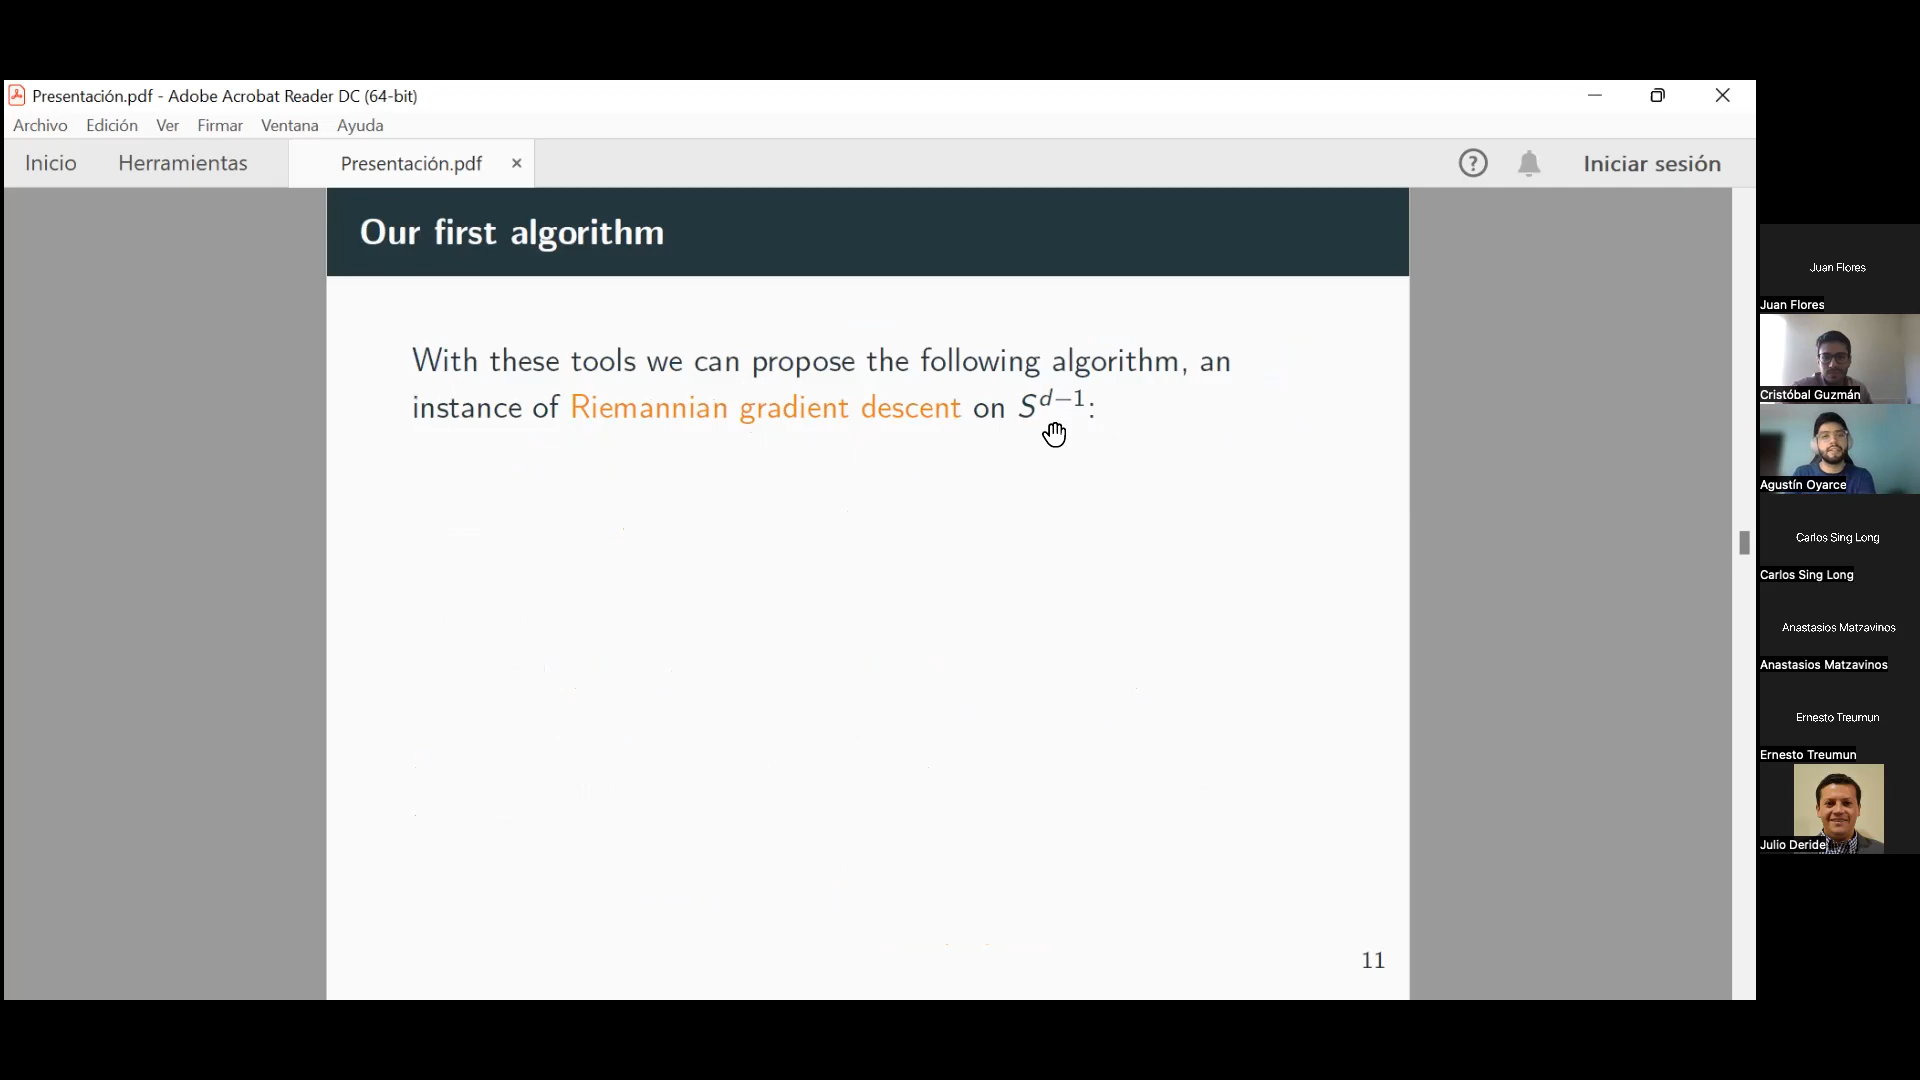 Presentación.pdf - Adobe Acrobat Reader DC (64-bit)
Archivo Edición Ver Firmar Ventana Ayuda
Inicio Herramientas Presentación.pdf × ? Iniciar sesión
Our first algorithm
With these tools we can propose the following algorithm, an
instance of Riemannian gradient descent on S^{d−1}:
11
Juan Flores
Juan Flores
Cristóbal Guzmán
Agustín Oyarce
Carlos Sing Long
Carlos Sing Long
Anastasios Matzavinos
Anastasios Matzavinos
Ernesto Treumun
Ernesto Treumun
Julio Deride